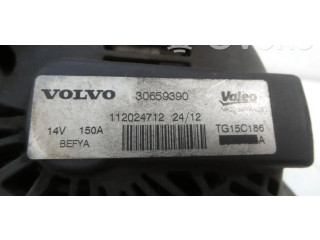 VOLVO 30659390 Valeo
112024712 24/12
14V 150A TG15C186
BEFYA A